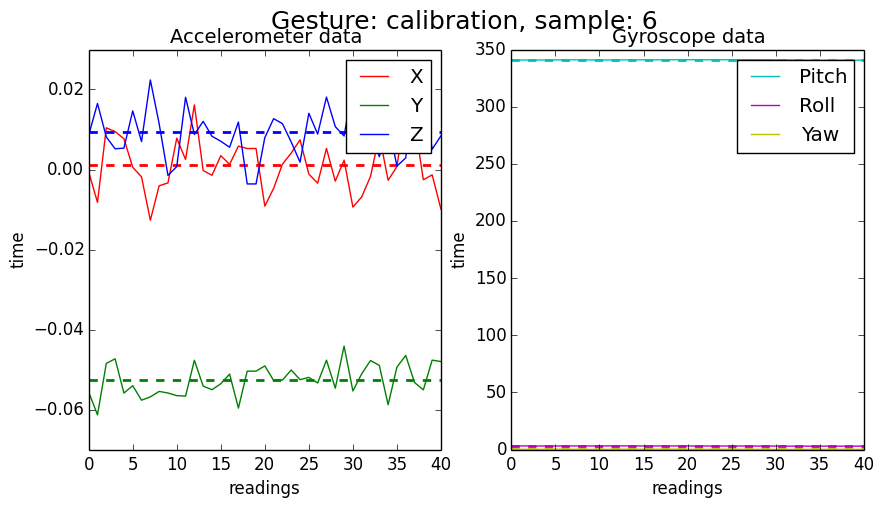 Gesture: calibration, sample: 6
Accelerometer data
X
Y
Z
0.02
0.00
−0.02
−0.04
−0.06
time
0 5 10 15 20 25 30 35 40
readings
Gyroscope data
Pitch
Roll
Yaw
350
300
250
200
150
100
50
0
time
0 5 10 15 20 25 30 35 40
readings